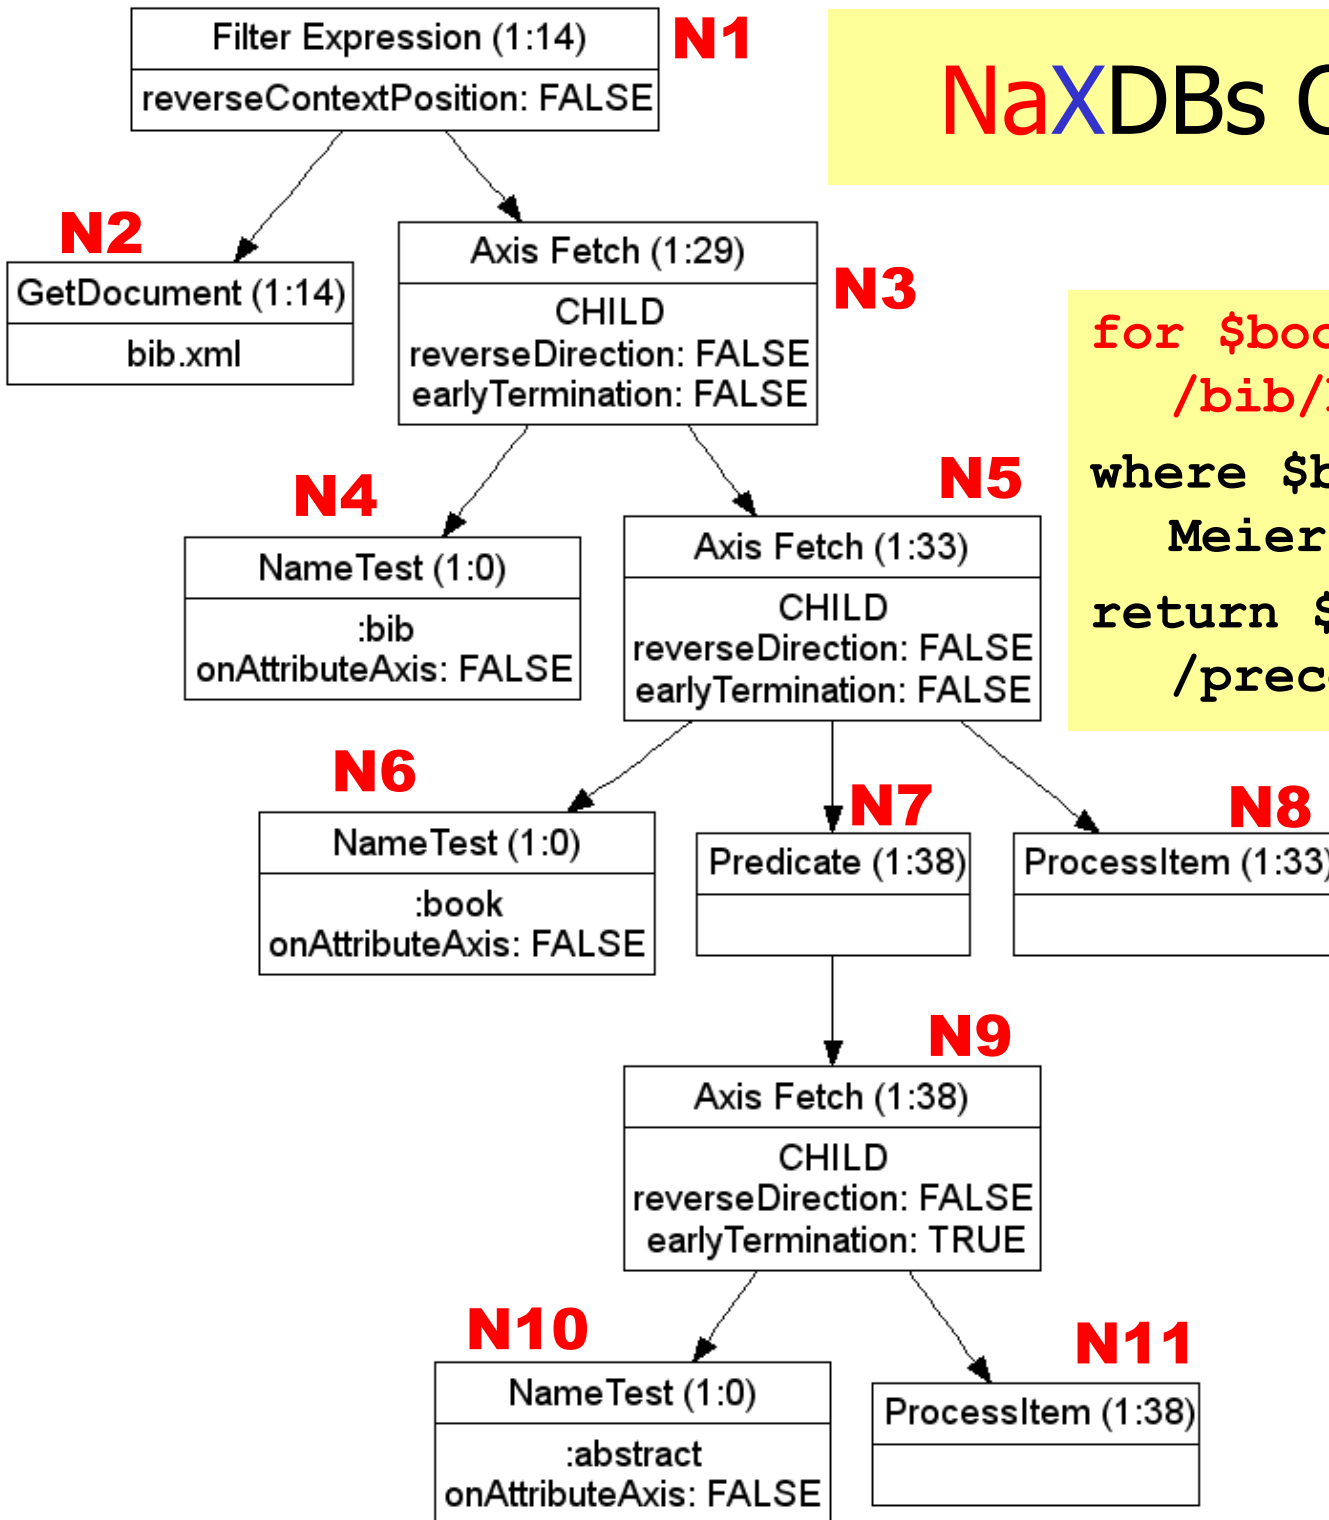 Filter Expression (1:14)
reverseContextPosition: FALSE
N1
NaXDBs
N2
GetDocument (1:14)
bib.xml
Axis Fetch (1:29)
CHILD
reverseDirection: FALSE
earlyTermination: FALSE
N3
for
/bib/
where
Meier
return
N4
NameTest (1:0)
:bib
onAttributeAxis: FALSE
N5
Axis Fetch (1:33)
CHILD
reverseDirection: FALSE
earlyTermination: FALSE
N6
NameTest (1:0)
:book
onAttributeAxis: FALSE
N7
Predicate (1:38)
N8
ProcessItem (1:33)
N9
Axis Fetch (1:38)
CHILD
reverseDirection: FALSE
earlyTermination: TRUE
N10
NameTest (1:0)
:abstract
onAttributeAxis: FALSE
N11
ProcessItem (1:38)